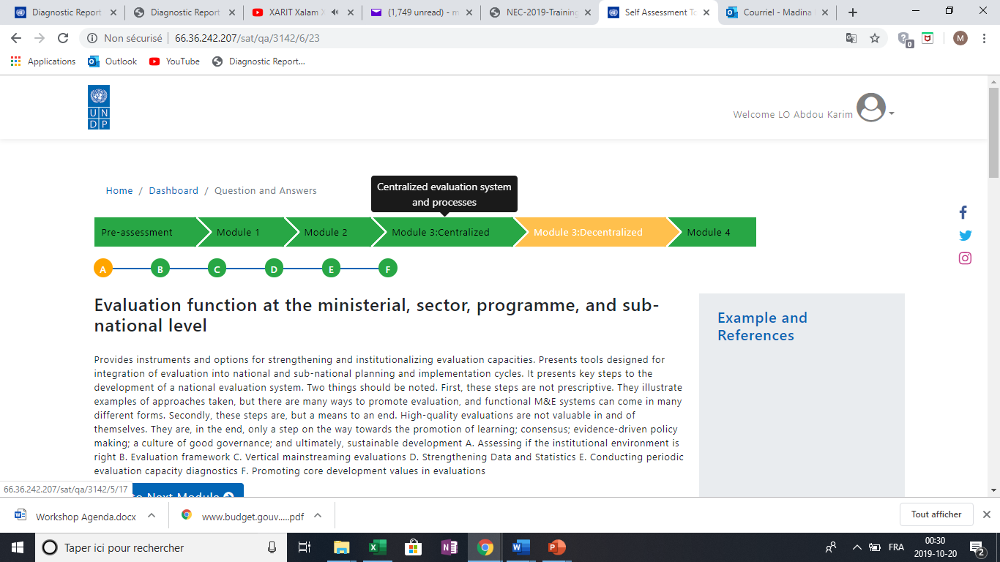 Diagnostic Report
Diagnostic Report
XARIT Xalam X
(1,749 unread) - m
NEC-2019-Training
Self Assessment To
Courriel - Madina
Non sécurisé
66.36.242.207/sat/qa/3142/6/23
0
M
Applications
Outlook
YouTube
Diagnostic Report...
U N
D P
Welcome LO Abdou Karim
Home / Dashboard / Question and Answers
Centralized evaluation system
and processes
Pre-assessment
Module 1
Module 2
Module 3:Centralized
Module 3:Decentralized
Module 4
A B C D E F
Evaluation function at the ministerial, sector, programme, and sub-
national level
Example and
References
Provides instruments and options for strengthening and institutionalizing evaluation capacities. Presents tools designed for
integration of evaluation into national and sub-national planning and implementation cycles. It presents key steps to the
development of a national evaluation system. Two things should be noted. First, these steps are not prescriptive. They illustrate
examples of approaches taken, but there are many ways to promote evaluation, and functional M&E systems can come in many
different forms. Secondly, these steps are, but a means to an end. High-quality evaluations are not valuable in and of
themselves. They are, in the end, only a step on the way towards the promotion of learning; consensus; evidence-driven policy
making; a culture of good governance; and ultimately, sustainable development A. Assessing if the institutional environment is
right B. Evaluation framework C. Vertical mainstreaming evaluations D. Strengthening Data and Statistics E. Conducting periodic
evaluation capacity diagnostics F. Promoting core development values in evaluations
66.36.242.207/sat/qa/3142/5/17
to Next Module
Workshop Agenda.docx
www.budget.gouv.....pdf
Tout afficher
Taper ici pour rechercher
FRA
00:30
2019-10-20
2